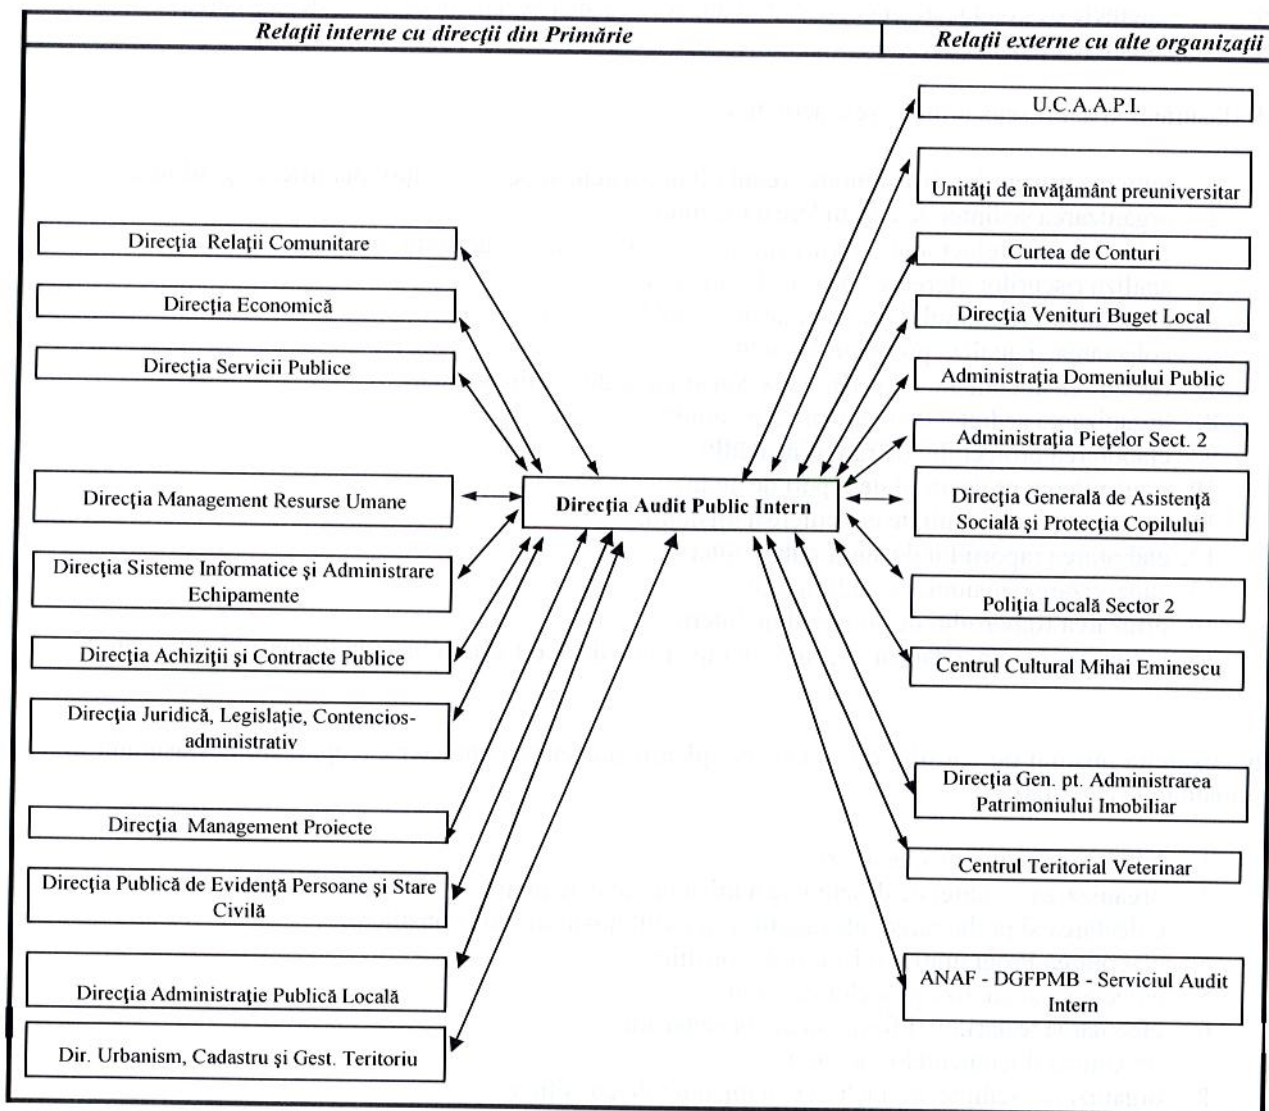 Relaţii interne cu direcţii din Primărie
Relaţii externe cu alte organizaţii
Direcţia Relaţii Comunitare
Direcţia Economică
Direcţia Servicii Publice
Direcţia Management Resurse Umane
Direcţia Sisteme Informatice şi Administrare
Echipamente
Direcţia Achiziţii şi Contracte Publice
Direcţia Juridică, Legislaţie, Contencios-
administrativ
Direcţia Management Proiecte
Direcţia Publică de Evidenţă Persoane şi Stare
Civilă
Direcţia Administraţie Publică Locală
Dir. Urbanism, Cadastru şi Gest. Teritoriu
Direcţia Audit Public Intern
U.C.A.A.P.I.
Unităţi de învăţământ preuniversitar
Curtea de Conturi
Direcţia Venituri Buget Local
Administraţia Domeniului Public
Administraţia Pieţelor Sect. 2
Direcţia Generală de Asistenţă
Socială şi Protecţia Copilului
Poliţia Locală Sector 2
Centrul Cultural Mihai Eminescu
Direcţia Gen. pt. Administrarea
Patrimoniului Imobiliar
Centrul Teritorial Veterinar
ANAF - DGFPMB - Serviciul Audit
Intern